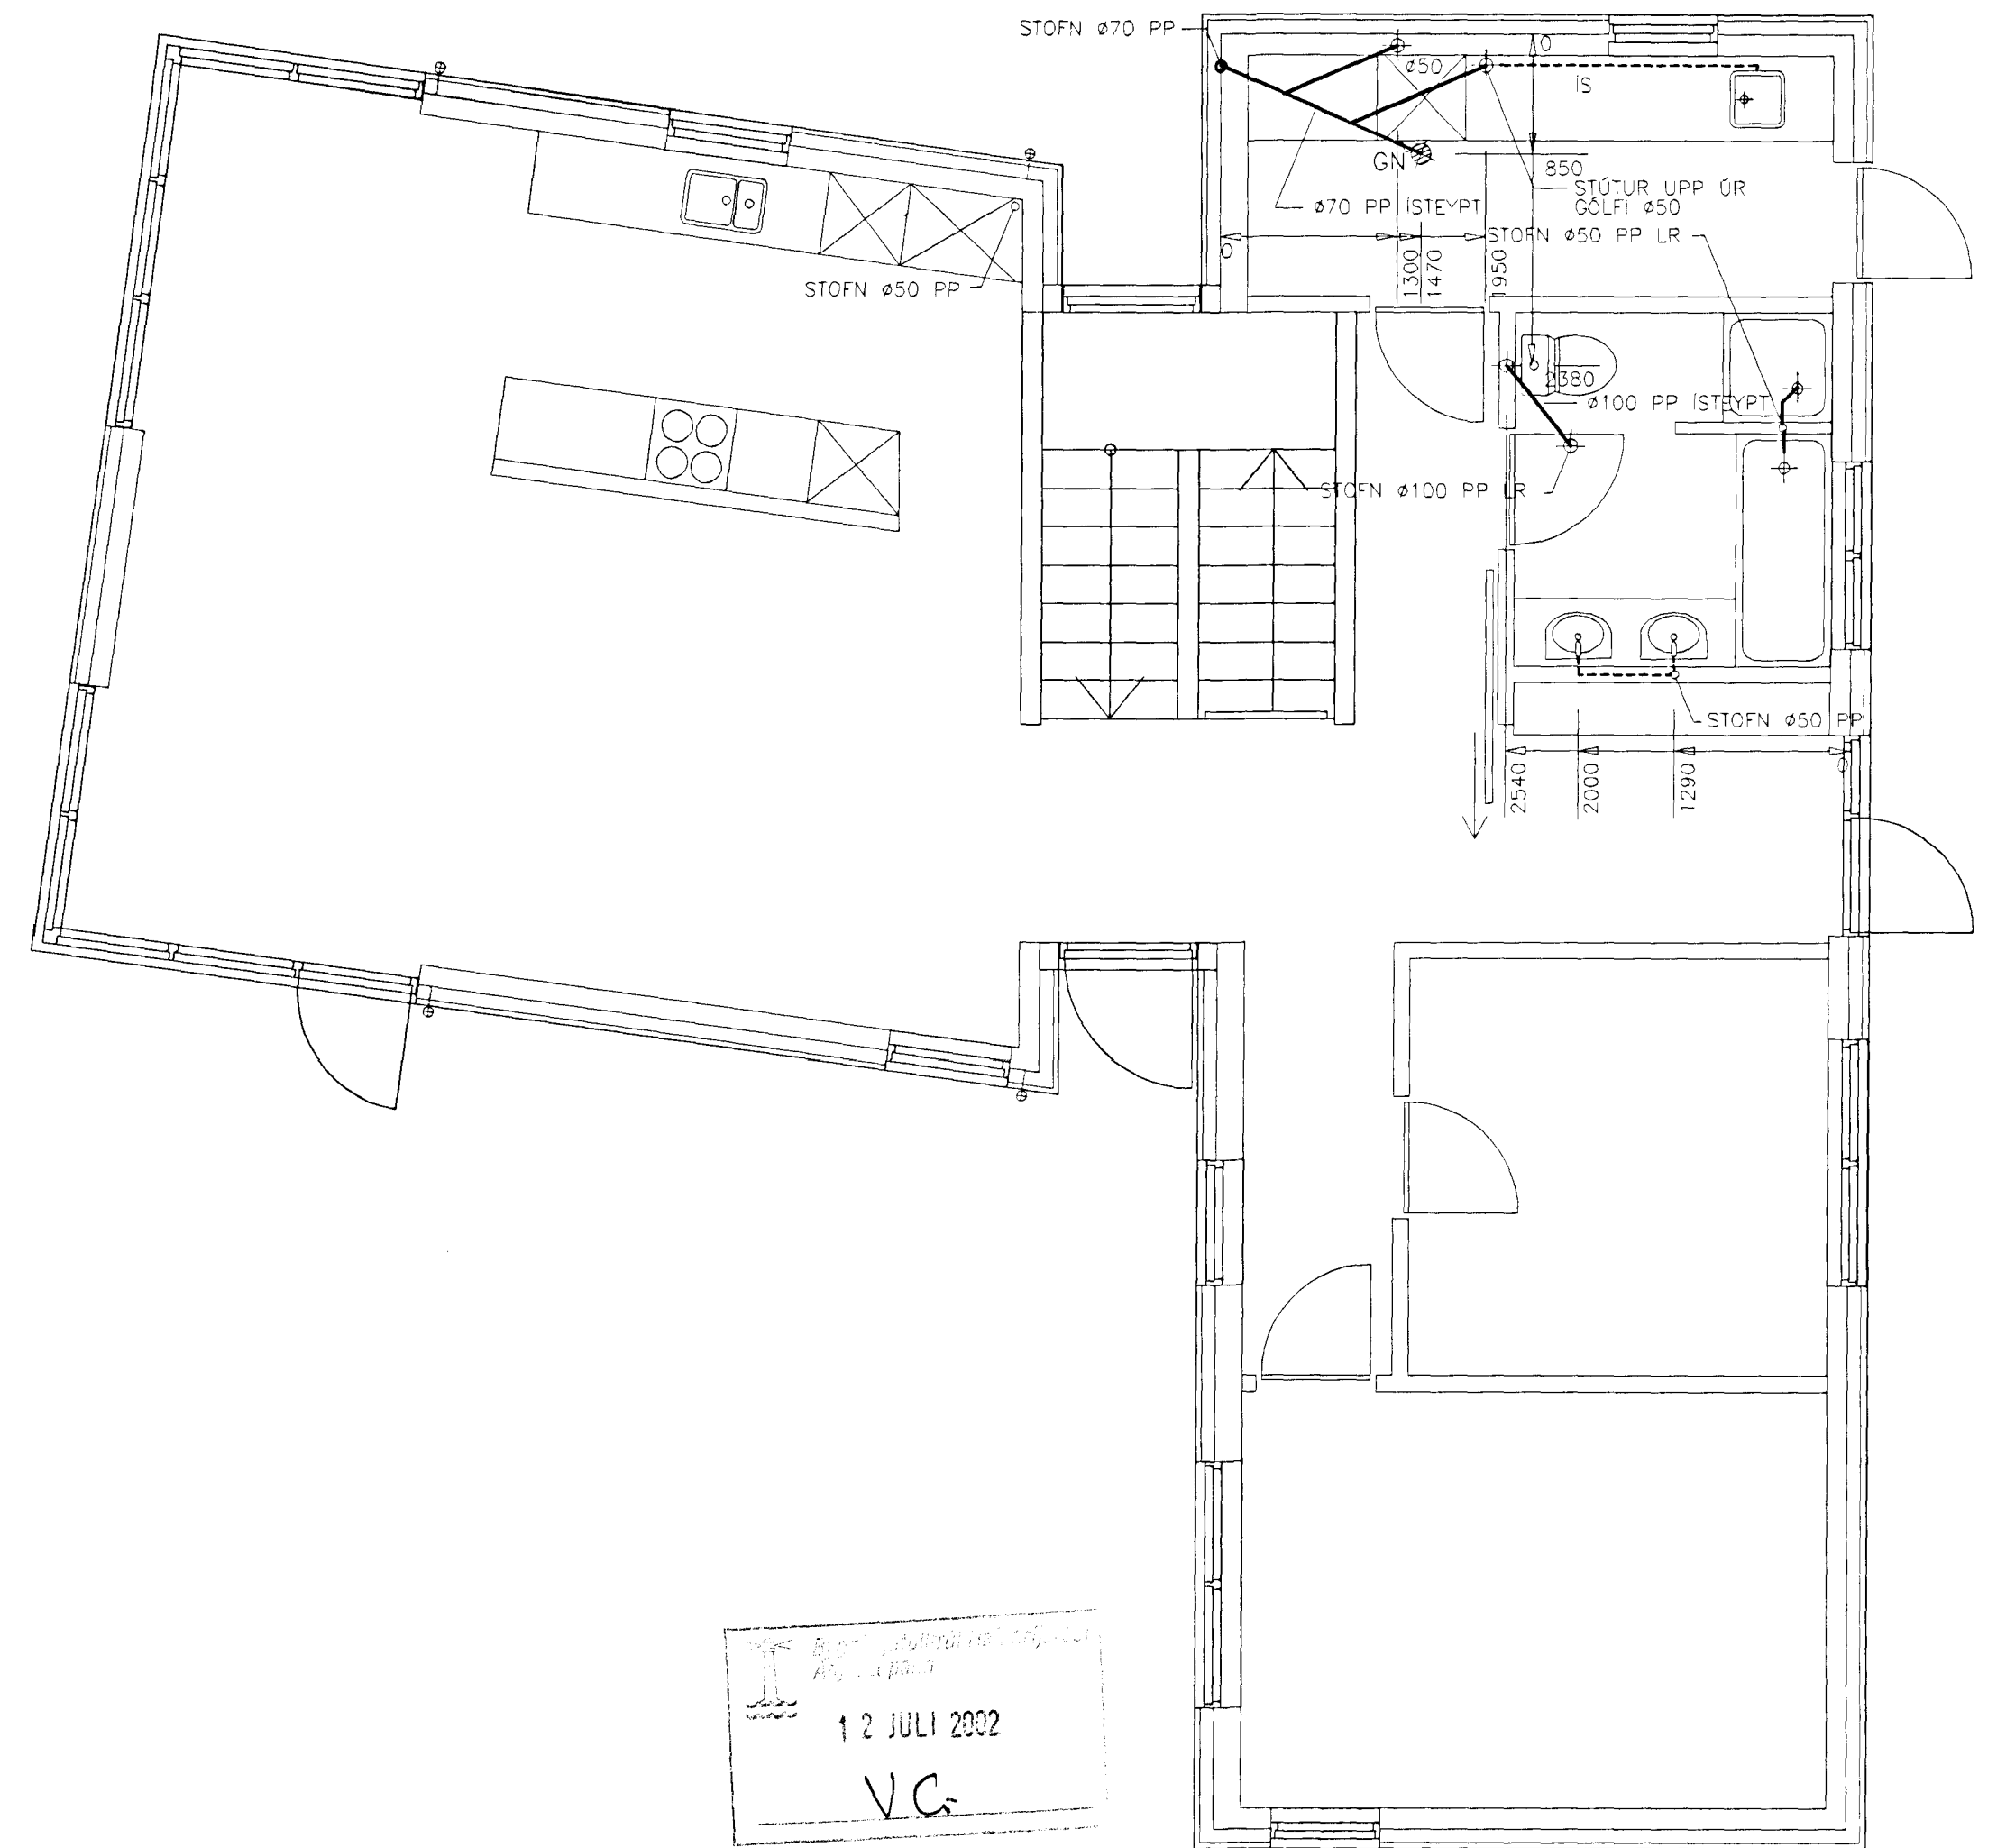 STOFN ø70 PP
0
ø50
ÍS
GN
850
STÚTUR UPP ÚR
GÓLFI ø50
ø70 PP ÍSTEYPT
STOFN ø50 PP LR
0
1300
1470
1950
STOFN ø50 PP
2380
ø100 PP ÍSTEYPT
STOFN ø100 PP LR
STOFN ø50 PP
2540
2000
1290
0
12 JULI 2002
VG